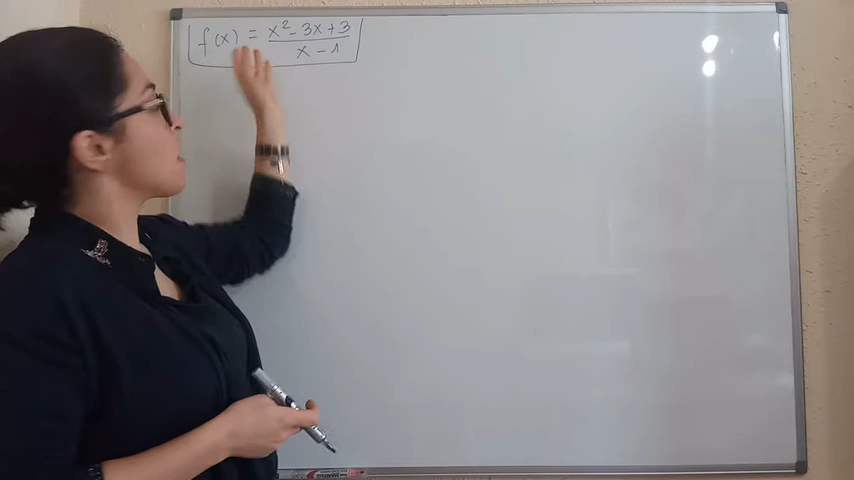 f(x) = x² - 3x + 3 / x - 1